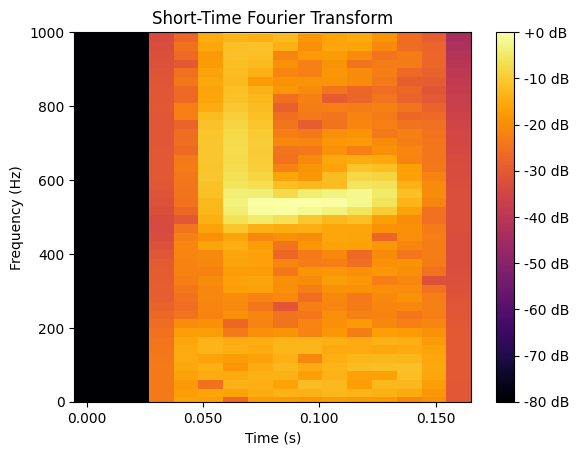 Short-Time Fourier Transform
Frequency (Hz)
1000
800
600
400
200
0
0.000
0.050
0.100
0.150
Time (s)
+0 dB
-10 dB
-20 dB
-30 dB
-40 dB
-50 dB
-60 dB
-70 dB
-80 dB